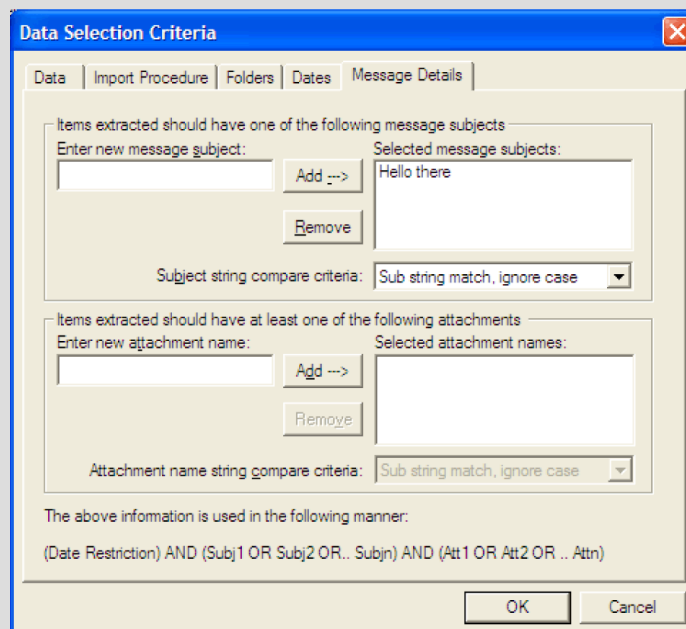 Data Selection Criteria
Data Import Procedure Folders Dates Message Details
Items extracted should have one of the following message subjects
Enter new message subject: Selected message subjects:
Add ---> Hello there
Remove
Subject string compare criteria: Sub string match, ignore case
Items extracted should have at least one of the following attachments
Enter new attachment name: Selected attachment names:
Add --->
Remove
Attachment name string compare criteria: Sub string match, ignore case
The above information is used in the following manner:
(Date Restriction) AND (Subj1 OR Subj2 OR.. Subjn) AND (Att1 OR Att2 OR .. Attn)
OK Cancel